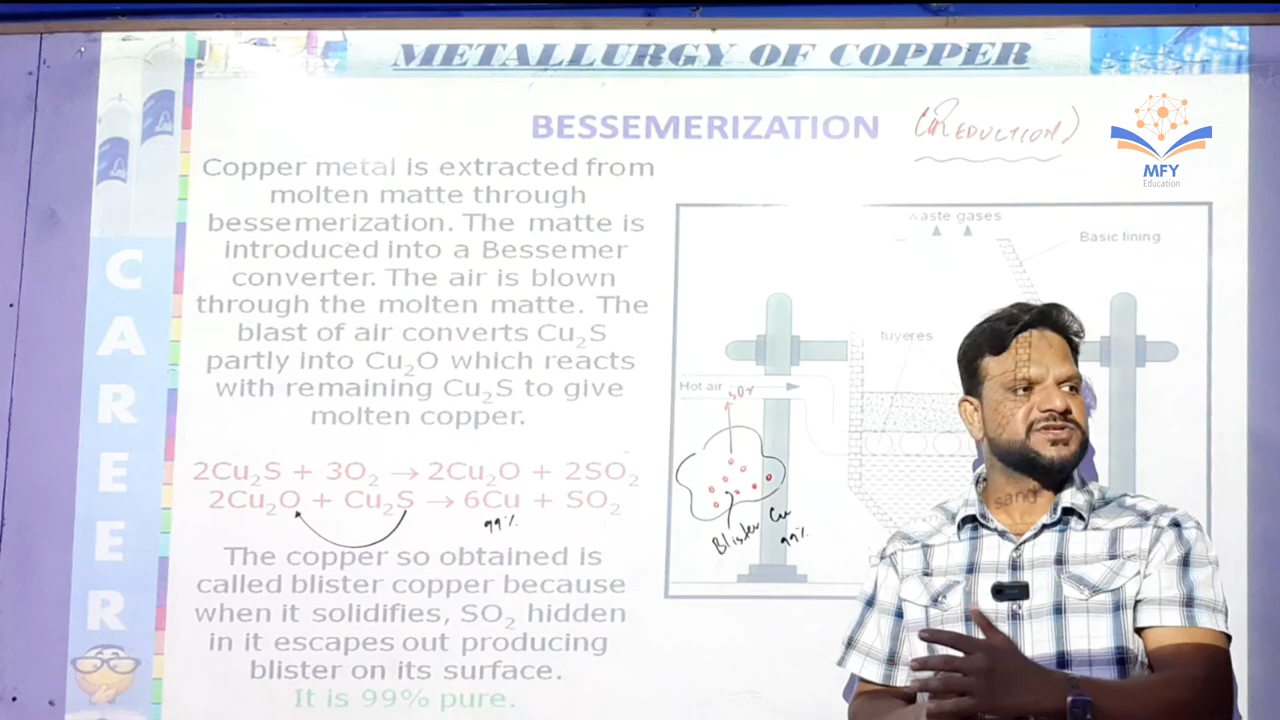 METALLURGY OF COPPER
BESSEMERIZATION
(REDUCTION)
MFY
Education
Copper metal is extracted from
molten matte through
bessemerization. The matte is
introduced into a Bessemer
converter. The air is blown
through the molten matte. The
blast of air converts Cu₂S
partly into Cu₂O which reacts
with remaining Cu₂S to give
molten copper.
2Cu₂S + 3O₂ → 2Cu₂O + 2SO₂
2Cu₂O + Cu₂S → 6Cu + SO₂
99%
The copper so obtained is
called blister copper because
when it solidifies, SO₂ hidden
in it escapes out producing
blister on its surface.
It is 99% pure.
waste gases
Basic lining
tuyeres
Hot air
SO₂
sand
Blister Cu
99%
CAREER